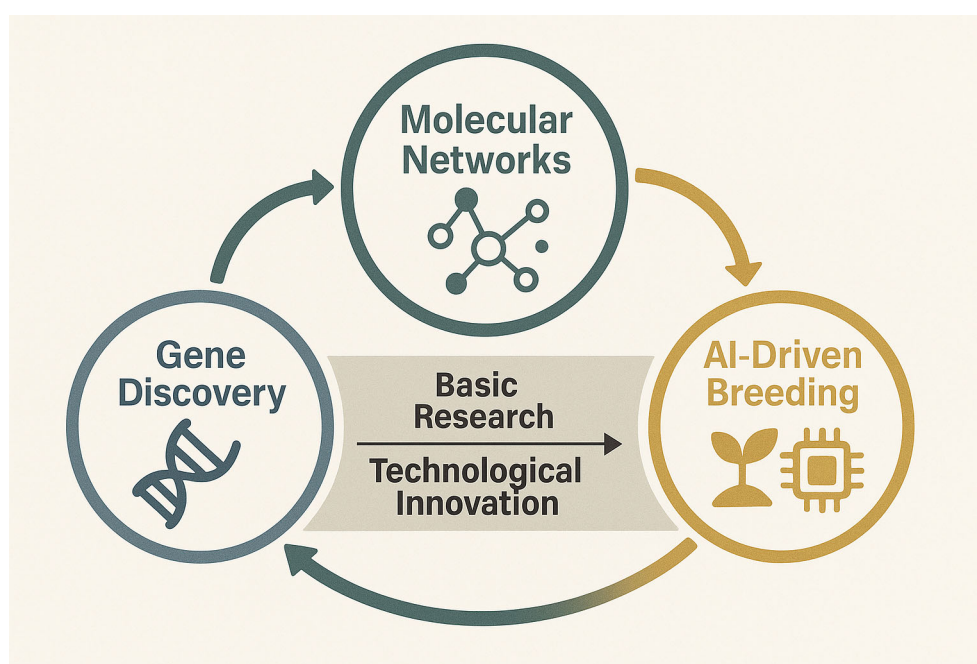 Molecular
Networks
Gene
Discovery
Basic
Research
Technological
Innovation
AI-Driven
Breeding